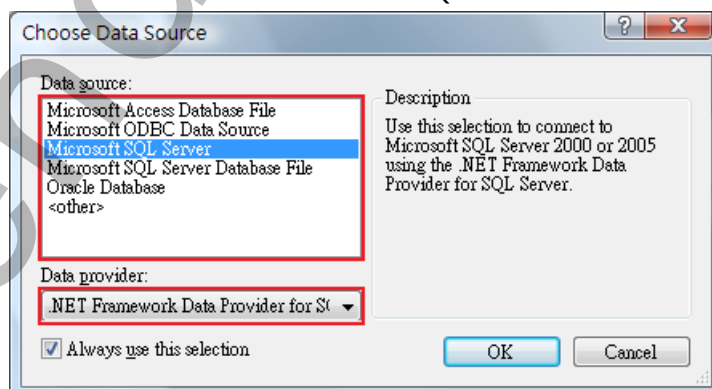 Choose Data Source
Data source:
Microsoft Access Database File
Microsoft ODBC Data Source
Microsoft SQL Server
Microsoft SQL Server Database File
Oracle Database
<other>
Data provider:
.NET Framework Data Provider for S
Always use this selection
Description
Use this selection to connect to
Microsoft SQL Server 2000 or 2005
using the .NET Framework Data
Provider for SQL Server.
OK
Cancel